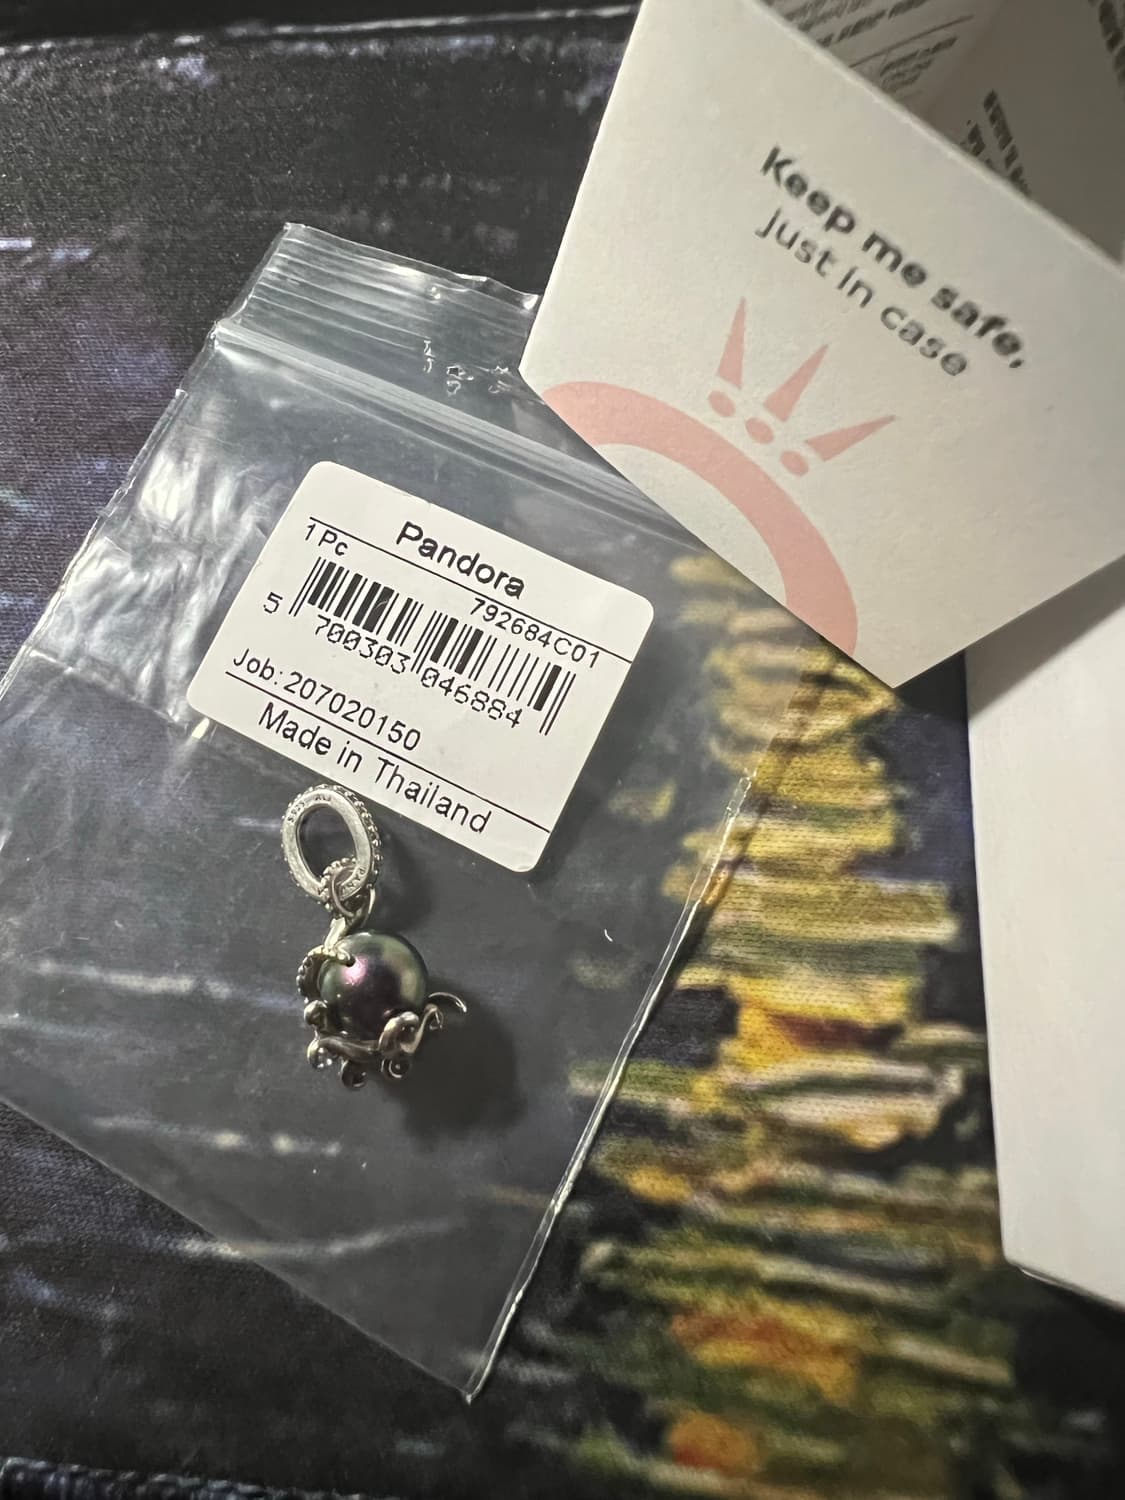 Keep me safe,
just in case
Pandora
1 Pc
792684C01
5 700303 046884
Job: 207020150
Made in Thailand